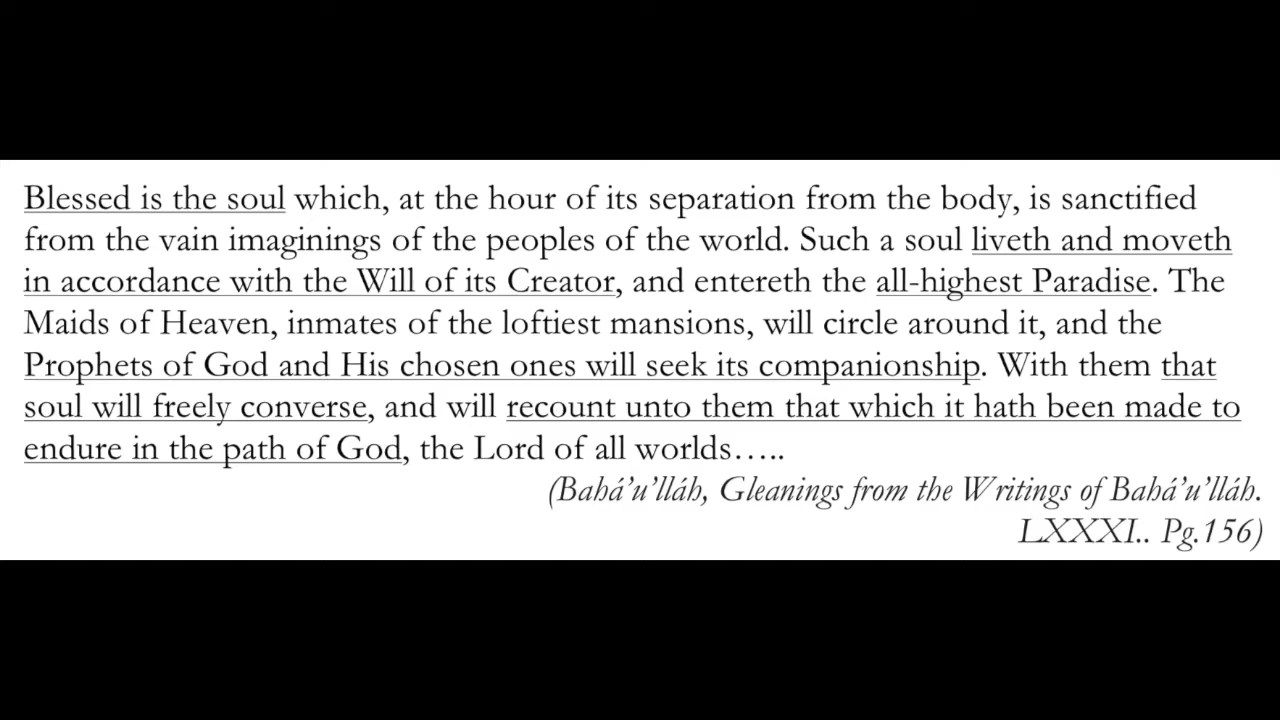 Blessed is the soul which, at the hour of its separation from the body, is sanctified
from the vain imaginings of the peoples of the world. Such a soul liveth and moveth
in accordance with the Will of its Creator, and entereth the all-highest Paradise. The
Maids of Heaven, inmates of the loftiest mansions, will circle around it, and the
Prophets of God and His chosen ones will seek its companionship. With them that
soul will freely converse, and will recount unto them that which it hath been made to
endure in the path of God, the Lord of all worlds…..
(Bahá’u’lláh, Gleanings from the Writings of Bahá’u’lláh.
LXXXI.. Pg.156)